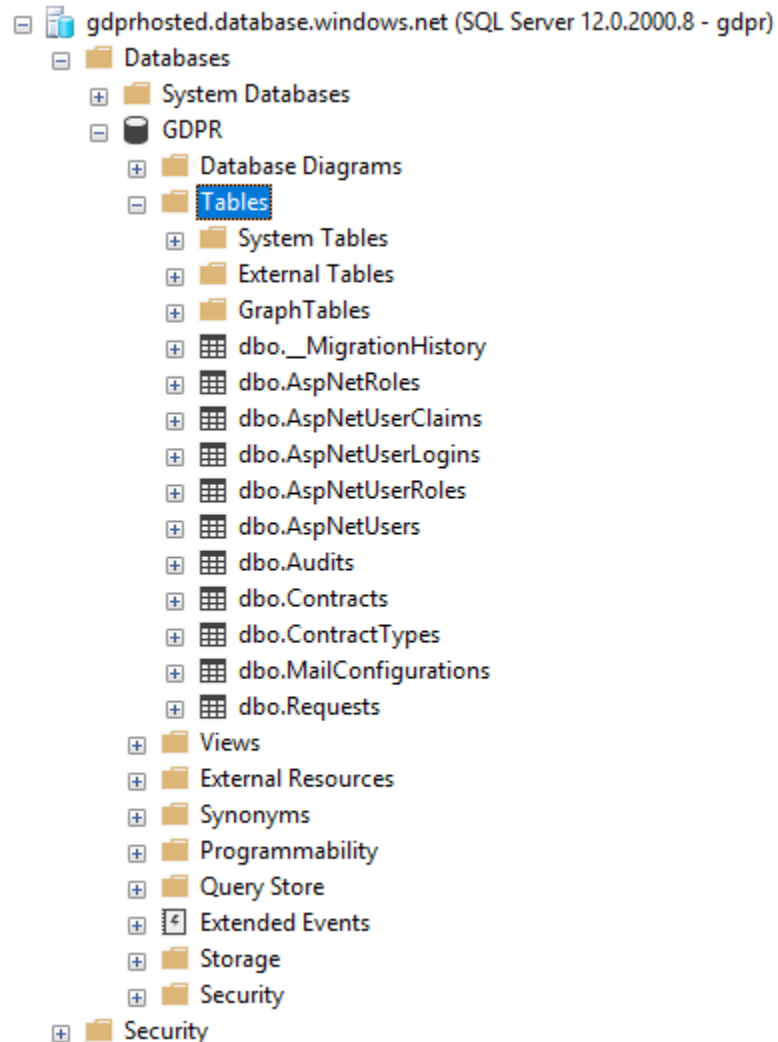 gdprhosted.database.windows.net (SQL Server 12.0.2000.8 - gdpr)
Databases
System Databases
GDPR
Database Diagrams
Tables
System Tables
External Tables
GraphTables
dbo.__MigrationHistory
dbo.AspNetRoles
dbo.AspNetUserClaims
dbo.AspNetUserLogins
dbo.AspNetUserRoles
dbo.AspNetUsers
dbo.Audits
dbo.Contracts
dbo.ContractTypes
dbo.MailConfigurations
dbo.Requests
Views
External Resources
Synonyms
Programmability
Query Store
Extended Events
Storage
Security
Security